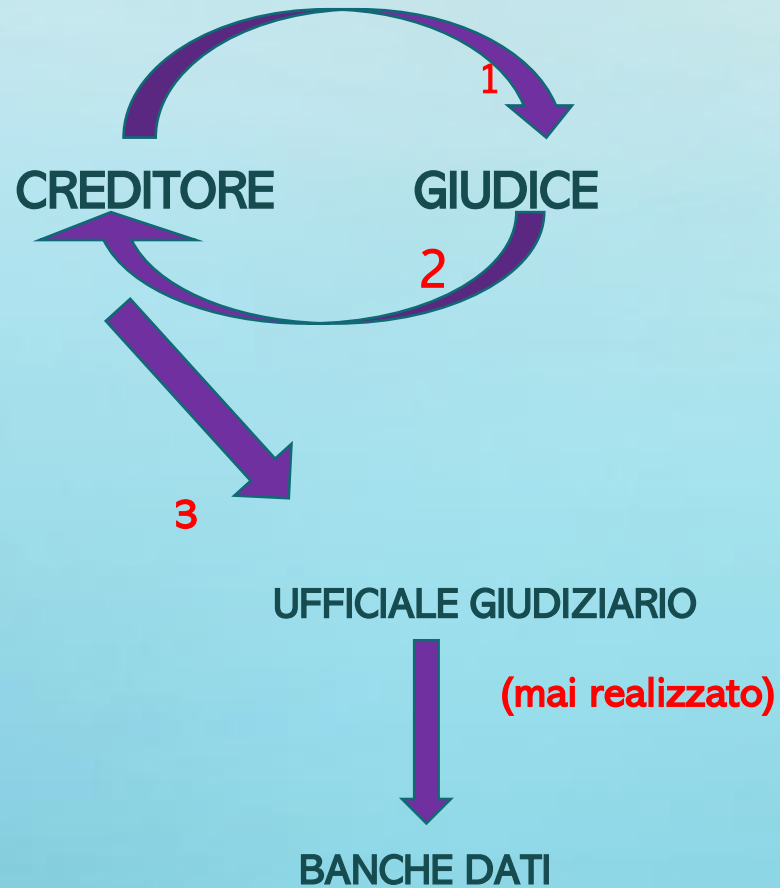 1
CREDITORE GIUDICE
2
3
UFFICIALE GIUDIZIARIO
(mai realizzato)
BANCHE DATI